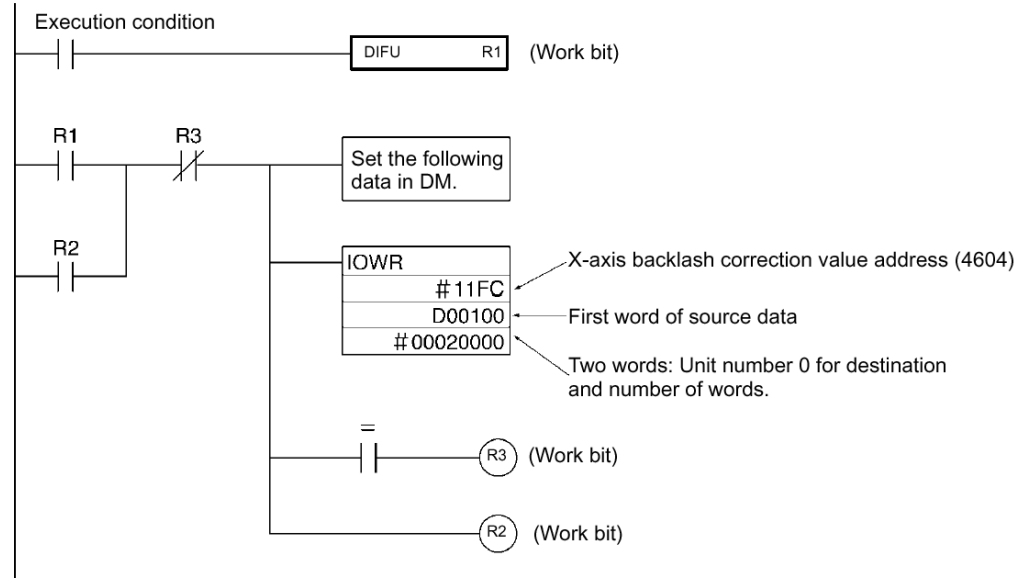 Execution condition
DIFU R1 (Work bit)
R1 R3
Set the following
data in DM.
R2
IOWR
#11FC
D00100
#00020000
X-axis backlash correction value address (4604)
First word of source data
Two words: Unit number 0 for destination
and number of words.
=
R3 (Work bit)
R2 (Work bit)